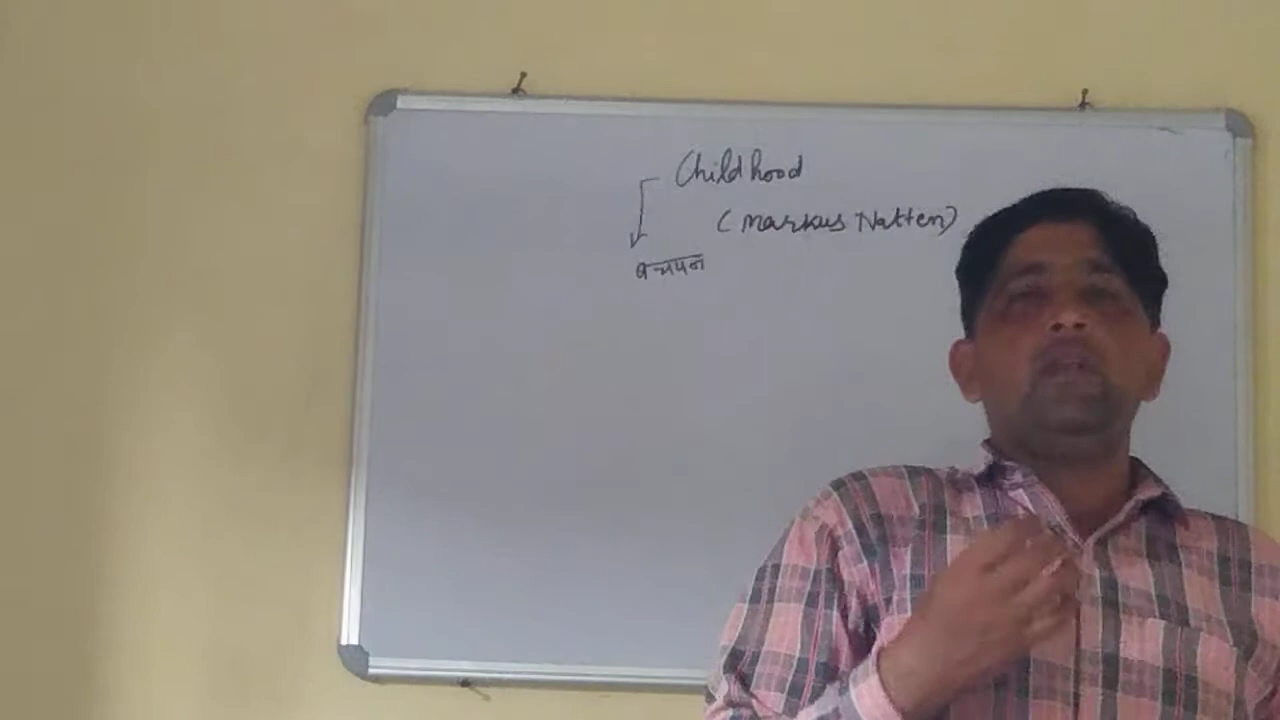 Childhood
(Markus Natten)
बचपन